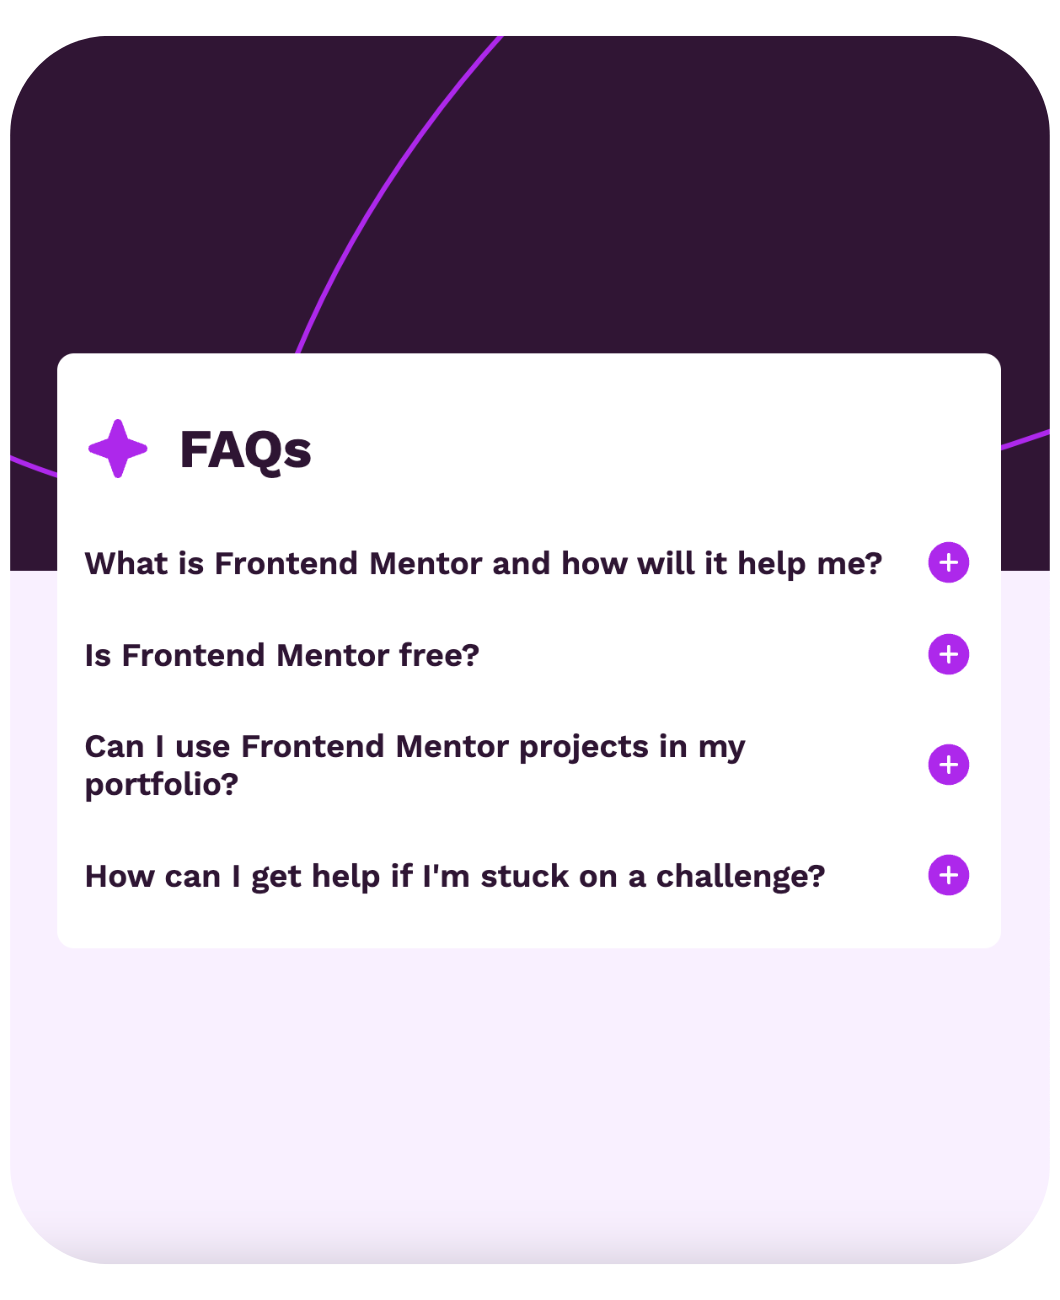 FAQs
What is Frontend Mentor and how will it help me?
Is Frontend Mentor free?
Can I use Frontend Mentor projects in my
portfolio?
How can I get help if I'm stuck on a challenge?